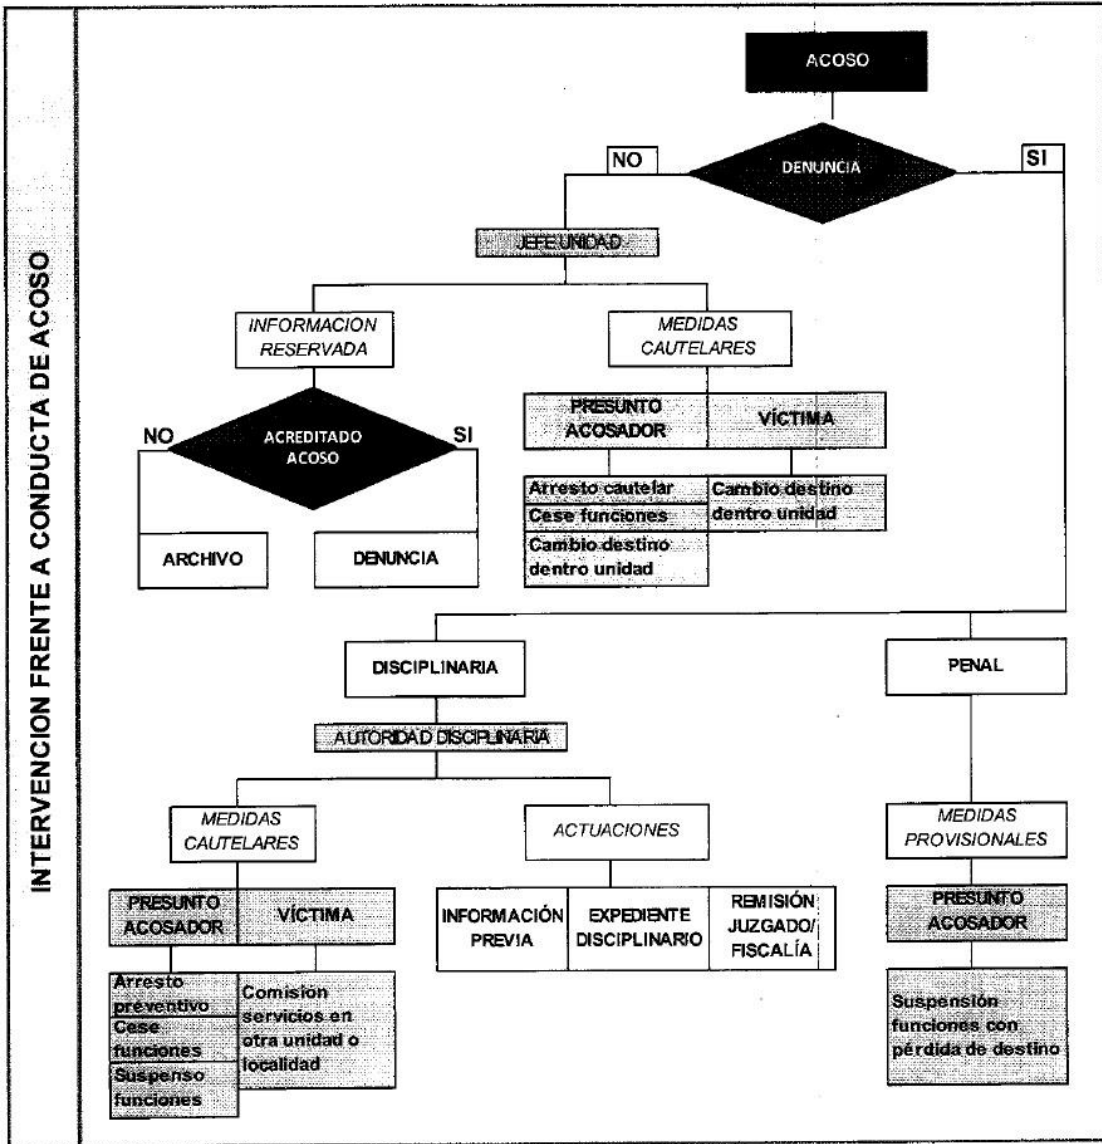 INTERVENCION FRENTE A CONDUCTA DE ACOSO
ACOSO
DENUNCIA
NO
SI
JEFE UNIDAD
INFORMACION
RESERVADA
MEDIDAS
CAUTELARES
ACREDITADO
ACOSO
NO
SI
ARCHIVO
DENUNCIA
PRESUNTO
ACOSADOR
VÍCTIMA
Arresto cautelar
Cese funciones
Cambio destino
dentro unidad
Cambio destino
dentro unidad
DISCIPLINARIA
PENAL
AUTORIDAD DISCIPLINARIA
MEDIDAS
CAUTELARES
ACTUACIONES
MEDIDAS
PROVISIONALES
PRESUNTO
ACOSADOR
VÍCTIMA
Arresto
preventivo
Cese
funciones
Suspenso
funciones
Comisión
servicios en
otra unidad o
localidad
INFORMACIÓN
PREVIA
EXPEDIENTE
DISCIPLINARIO
REMISIÓN
JUZGADO/
FISCALÍA
PRESUNTO
ACOSADOR
Suspensión
funciones con
pérdida de destino